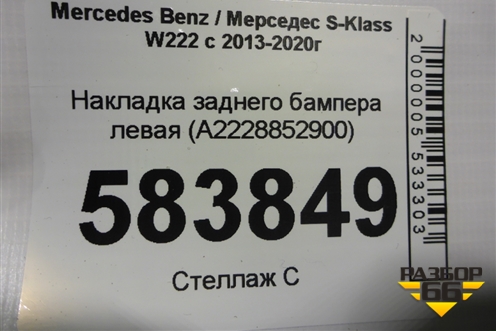 Mercedes Benz / Мерседес S-Klass
W222 с 2013-2020г
Накладка заднего бампера
левая (A2228852900)
583849
Стеллаж С
2000005533303
РАЗБОР
66